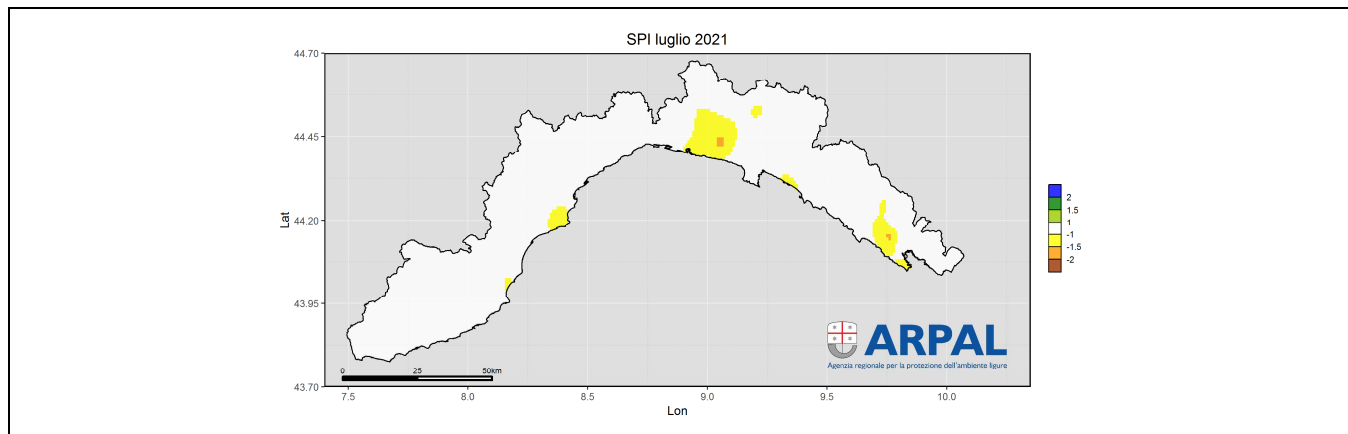 SPI luglio 2021
44.70
44.45
44.20
43.95
43.70
Lat
7.5 8.0 8.5 9.0 9.5 10.0
Lon
0 25 50km
ARPAL
Agenzia regionale per la protezione dell'ambiente ligure
2
1.5
1
-1
-1.5
-2